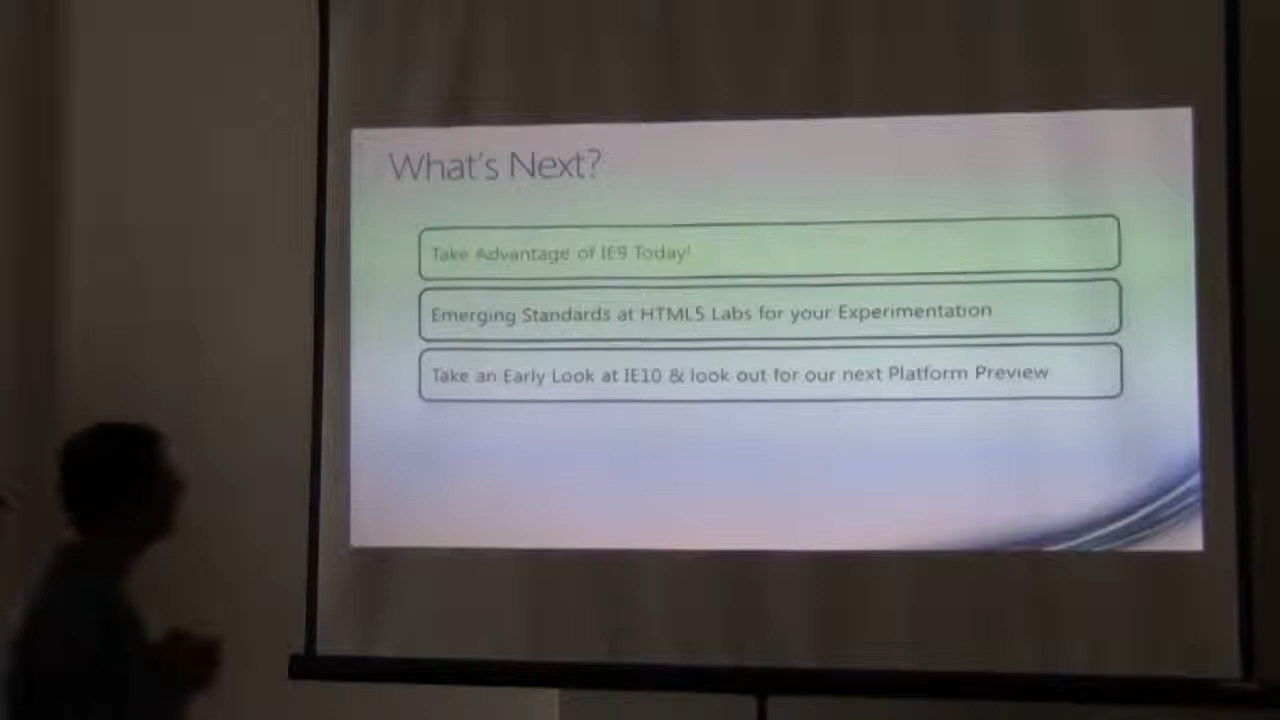 What's Next?
Take Advantage of IE9 Today!
Emerging Standards at HTML5 Labs for your Experimentation
Take an Early Look at IE10 & look out for our next Platform Preview